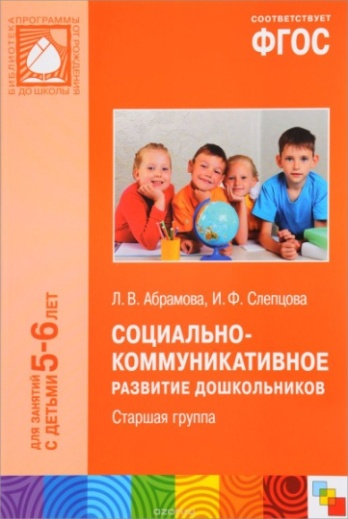 БИБЛИОТЕКА ПРОГРАММЫ
ОТ РОЖДЕНИЯ ДО ШКОЛЫ
СООТВЕТСТВУЕТ
ФГОС
Л. В. Абрамова, И. Ф. Слепцова
СОЦИАЛЬНО-
КОММУНИКАТИВНОЕ
РАЗВИТИЕ ДОШКОЛЬНИКОВ
Старшая группа
ДЛЯ ЗАНЯТИЙ
С ДЕТЬМИ 5-6 ЛЕТ